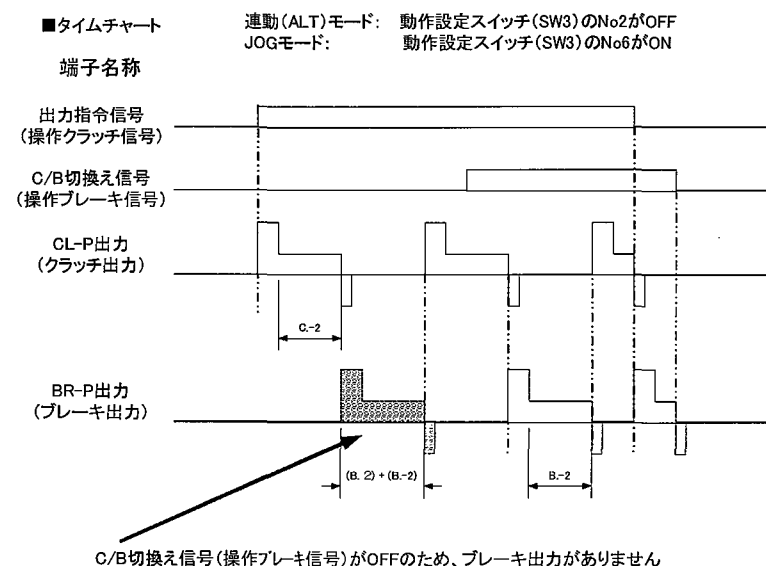 ■タイムチャート
連動(ALT)モード: 動作設定スイッチ(SW3)のNo2がOFF
JOGモード: 動作設定スイッチ(SW3)のNo6がON
端子名称
出力指令信号
(操作クラッチ信号)
C/B切換え信号
(操作ブレーキ信号)
CL-P出力
(クラッチ出力)
C.-2
BR-P出力
(ブレーキ出力)
(B. 2) + (B.-2)
B.-2
C/B切換え信号(操作ブレーキ信号)がOFFのため、ブレーキ出力がありません